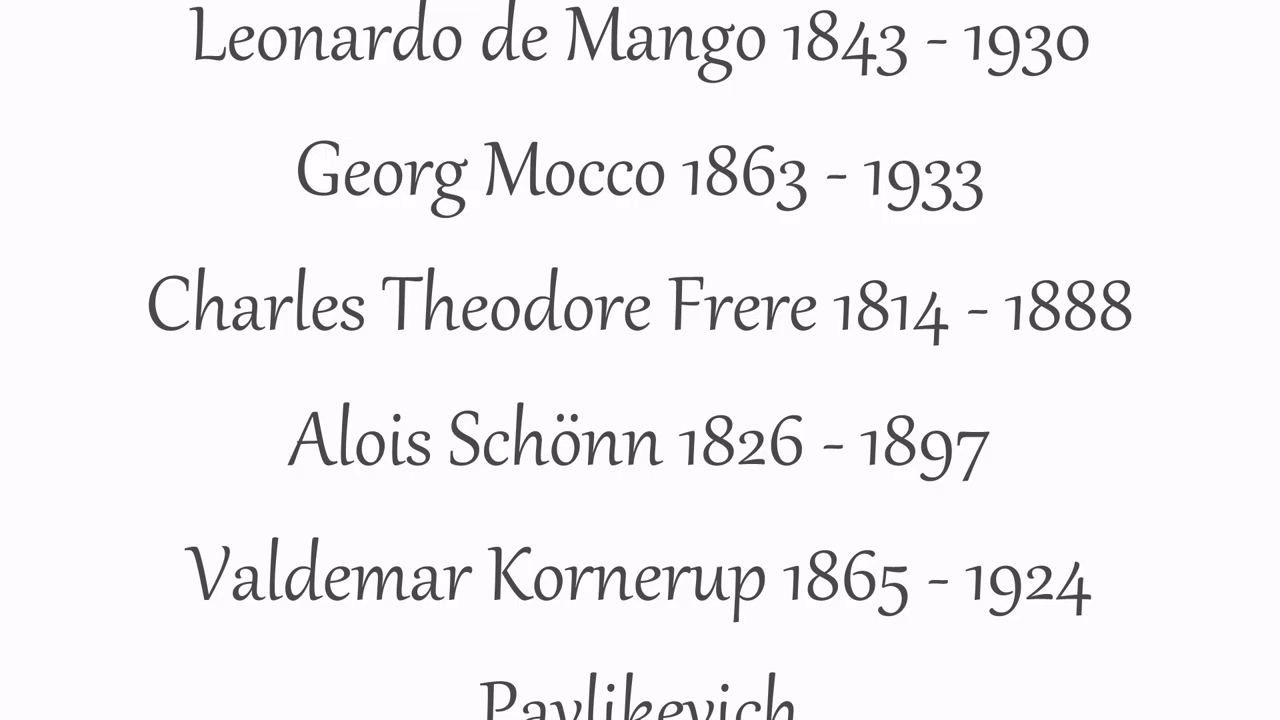 Leonardo de Mango 1843 - 1930
Georg Mocco 1863 - 1933
Charles Theodore Frere 1814 - 1888
Alois Schönn 1826 - 1897
Valdemar Kornerup 1865 - 1924
Pavlikevich